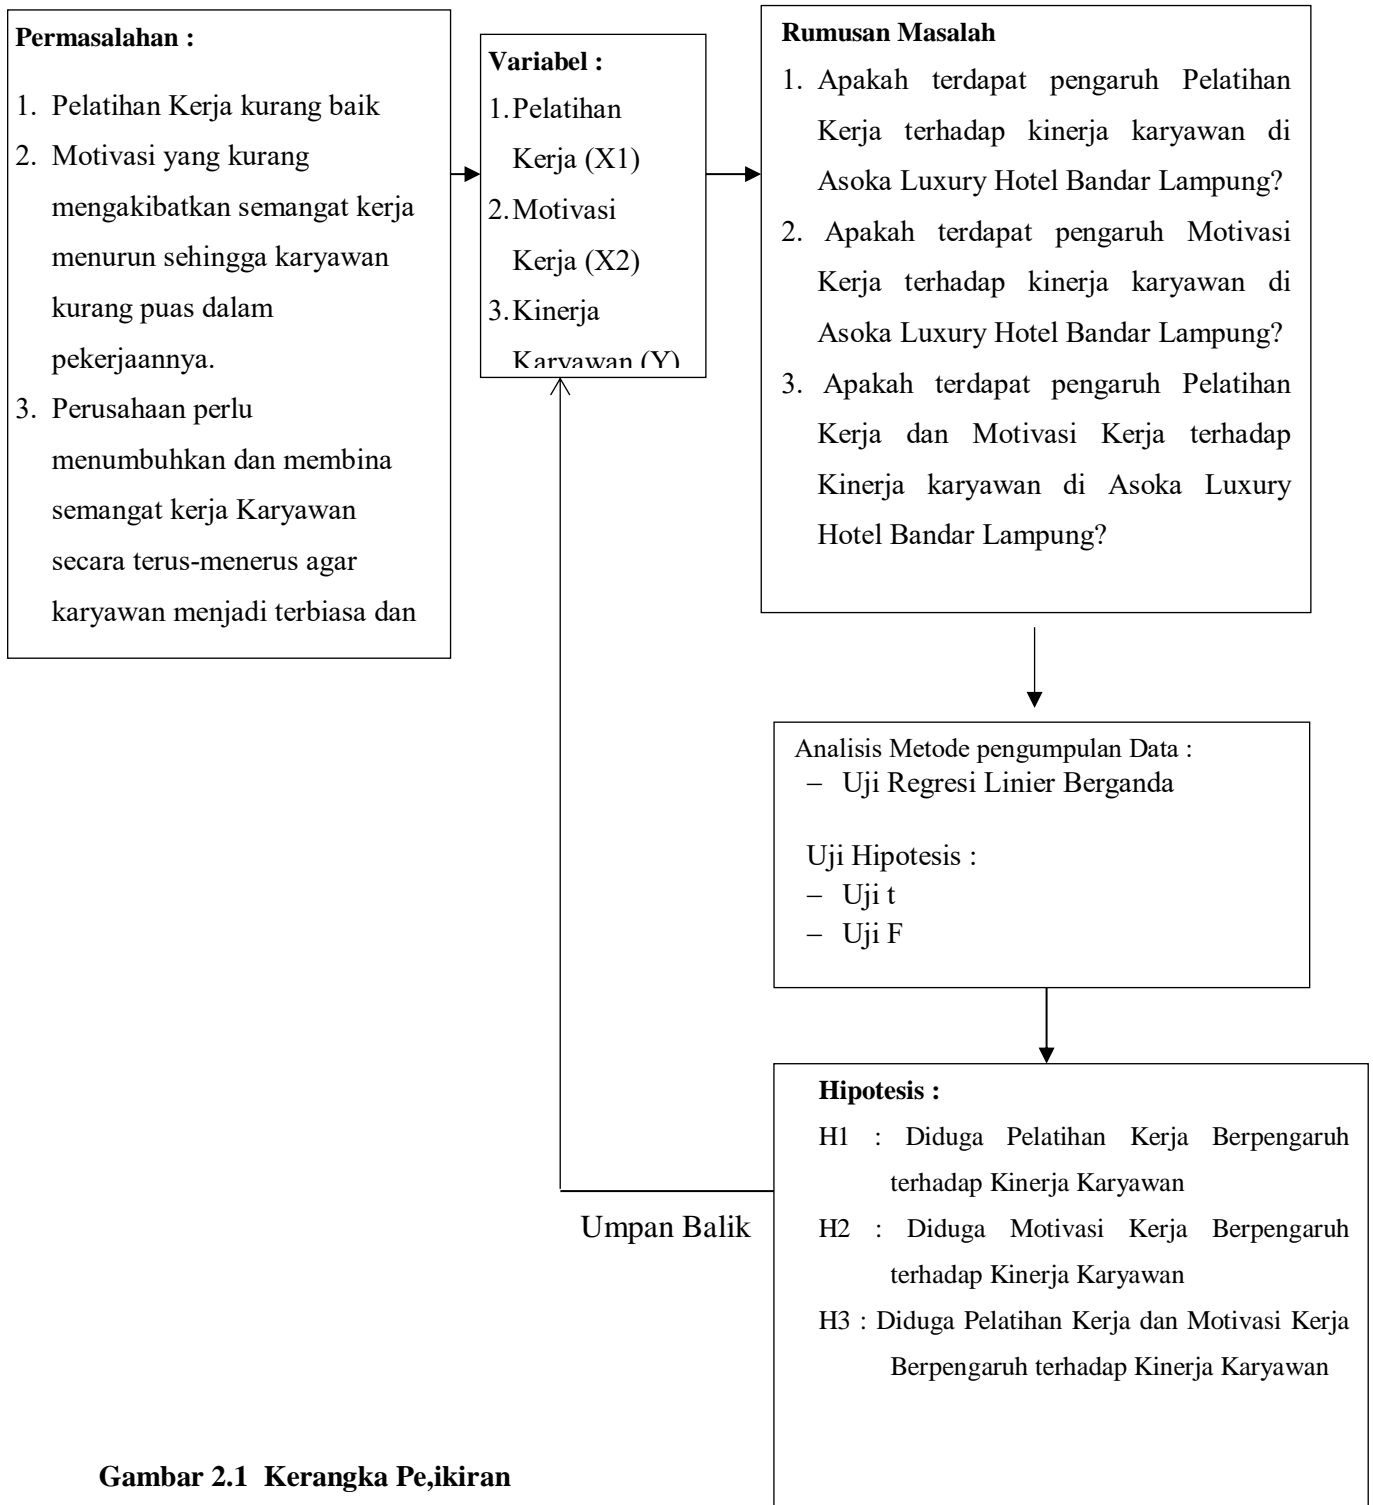 Permasalahan :
1. Pelatihan Kerja kurang baik
2. Motivasi yang kurang
mengakibatkan semangat kerja
menurun sehingga karyawan
kurang puas dalam
pekerjaannya.
3. Perusahaan perlu
menumbuhkan dan membina
semangat kerja Karyawan
secara terus-menerus agar
karyawan menjadi terbiasa dan
Variabel :
1. Pelatihan
Kerja (X1)
2. Motivasi
Kerja (X2)
3. Kinerja
Karyawan (Y)
Rumusan Masalah
1. Apakah terdapat pengaruh Pelatihan
Kerja terhadap kinerja karyawan di
Asoka Luxury Hotel Bandar Lampung?
2. Apakah terdapat pengaruh Motivasi
Kerja terhadap kinerja karyawan di
Asoka Luxury Hotel Bandar Lampung?
3. Apakah terdapat pengaruh Pelatihan
Kerja dan Motivasi Kerja terhadap
Kinerja karyawan di Asoka Luxury
Hotel Bandar Lampung?
Analisis Metode pengumpulan Data :
– Uji Regresi Linier Berganda
Uji Hipotesis :
– Uji t
– Uji F
Hipotesis :
H1 : Diduga Pelatihan Kerja Berpengaruh
terhadap Kinerja Karyawan
H2 : Diduga Motivasi Kerja Berpengaruh
terhadap Kinerja Karyawan
H3 : Diduga Pelatihan Kerja dan Motivasi Kerja
Berpengaruh terhadap Kinerja Karyawan
Umpan Balik
Gambar 2.1 Kerangka Pe,ikiran